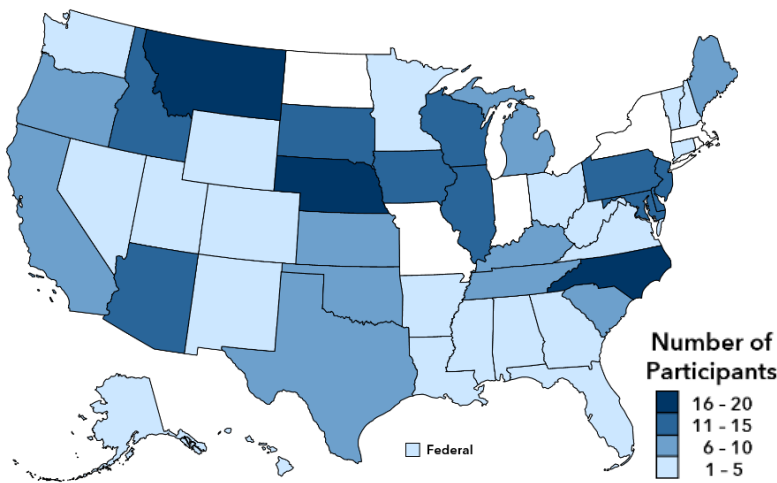 Number of
Participants
16 - 20
11 - 15
6 - 10
1 - 5
Federal